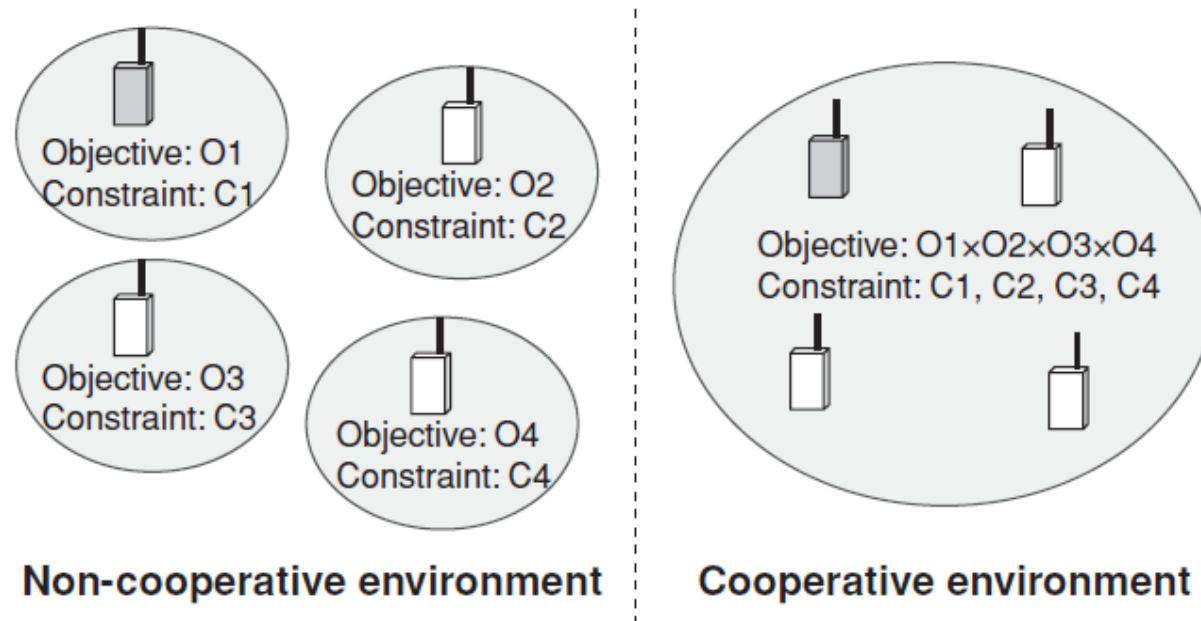 Objective: O1
Constraint: C1
Objective: O2
Constraint: C2
Objective: O3
Constraint: C3
Objective: O4
Constraint: C4
Non-cooperative environment
Objective: O1×O2×O3×O4
Constraint: C1, C2, C3, C4
Cooperative environment